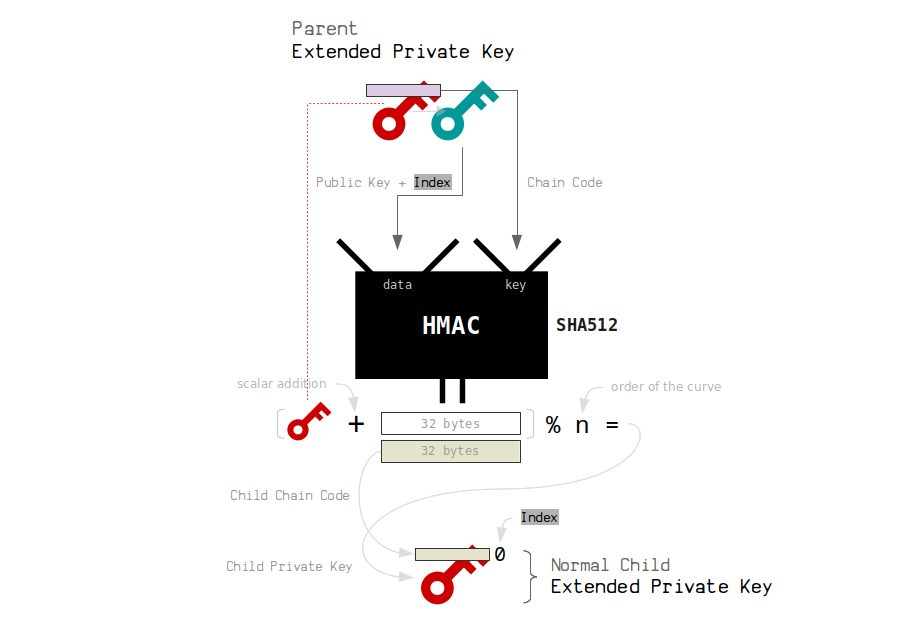 Parent
Extended Private Key
Public Key + Index
Chain Code
data
key
HMAC
SHA512
scalar addition
order of the curve
+
32 bytes
% n =
32 bytes
Child Chain Code
Index
0
Child Private Key
Normal Child
Extended Private Key